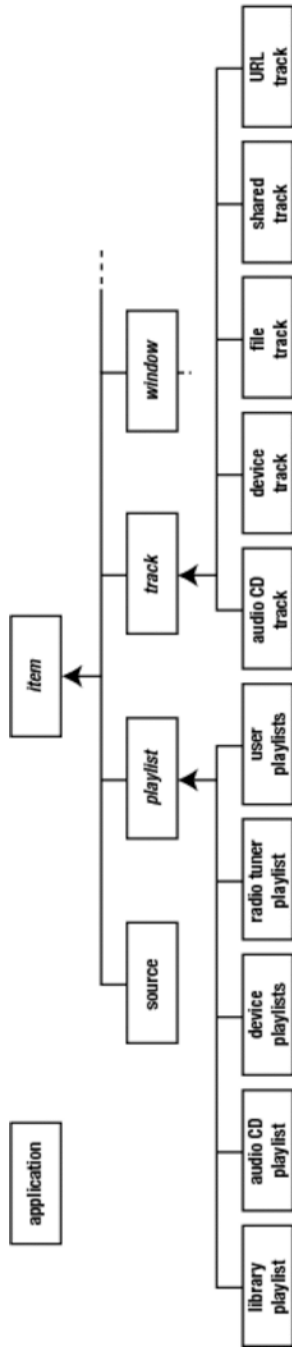 application
item
source
playlist
track
window
library
playlist
audio CD
playlist
device
playlists
radio tuner
playlist
user
playlists
audio CD
track
device
track
file
track
shared
track
URL
track